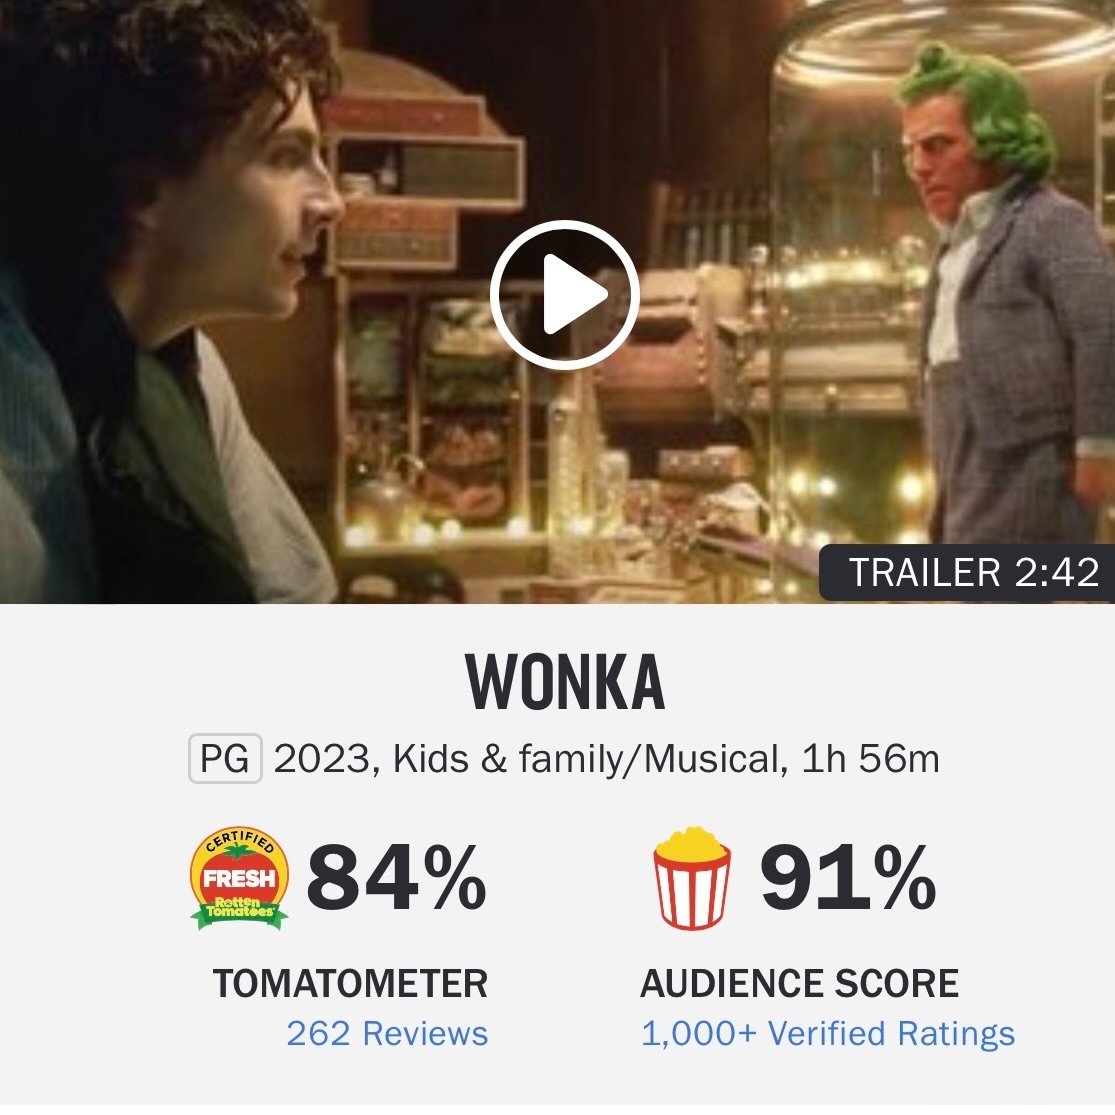 TRAILER 2:42
WONKA
PG 2023, Kids & family/Musical, 1h 56m
CERTIFIED
FRESH
Rotten
Tomatoes
84%
91%
TOMATOMETER
AUDIENCE SCORE
262 Reviews
1,000+ Verified Ratings